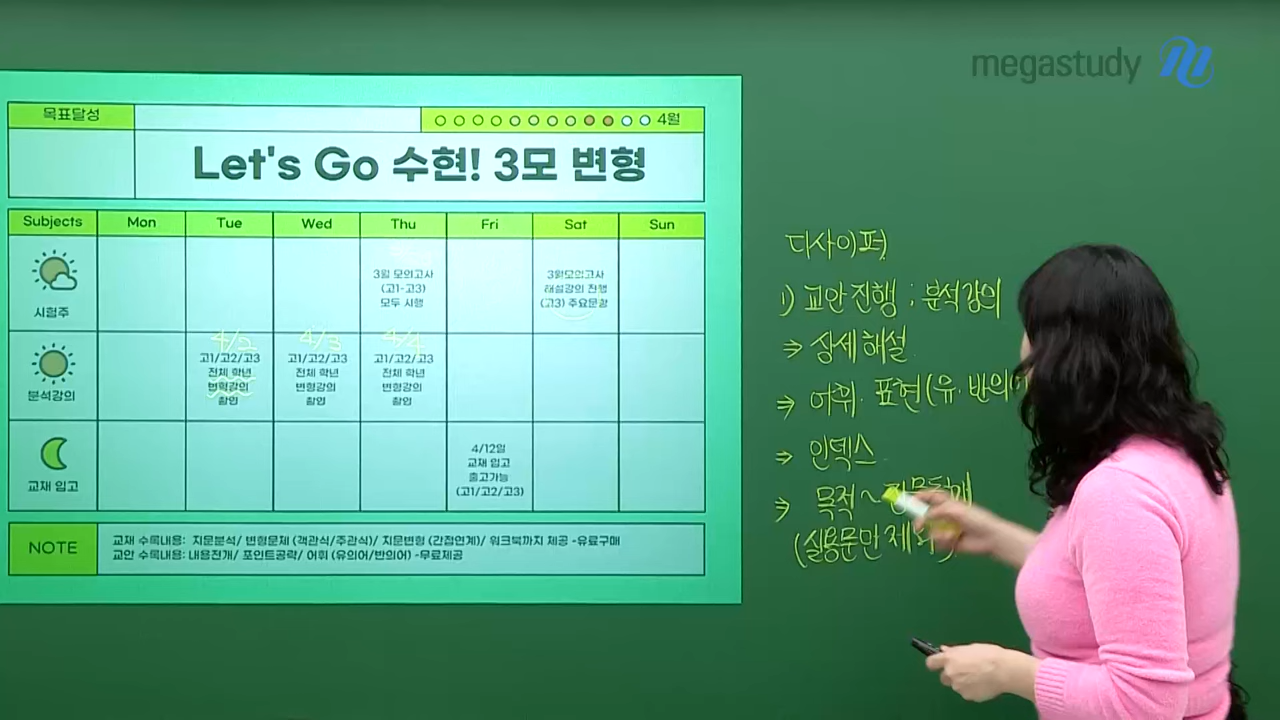 megastudy
목표달성
4월
Let's Go 수현! 3모 변형
Subjects Mon Tue Wed Thu Fri Sat Sun
시험주
3월 모의고사
(고1-고3)
모두 시행
3월모의고사
해설강의 진행
(고3) 주요문항
분석강의
4/2
고1/고2/고3
전체 학년
변형강의
촬영
4/3
고1/고2/고3
전체 학년
변형강의
촬영
4/4
고1/고2/고3
전체 학년
변형강의
촬영
교재 입고
4/12일
교재 입고
출고가능
(고1/고2/고3)
NOTE
교재 수록내용: 지문분석/ 변형문제 (객관식/주관식)/ 지문변형 (간접연계)/ 워크북까지 제공 -유료구매
교안 수록내용: 내용전개/ 포인트공략/ 어휘 (유의어/반의어) -무료제공
디사이퍼
1) 교안 진행 ; 분석강의
⇒ 상세 해설
⇒ 어휘. 표현(유.반의어
⇒ 인덱스
⇒ 목적~
(실용문만 제외)